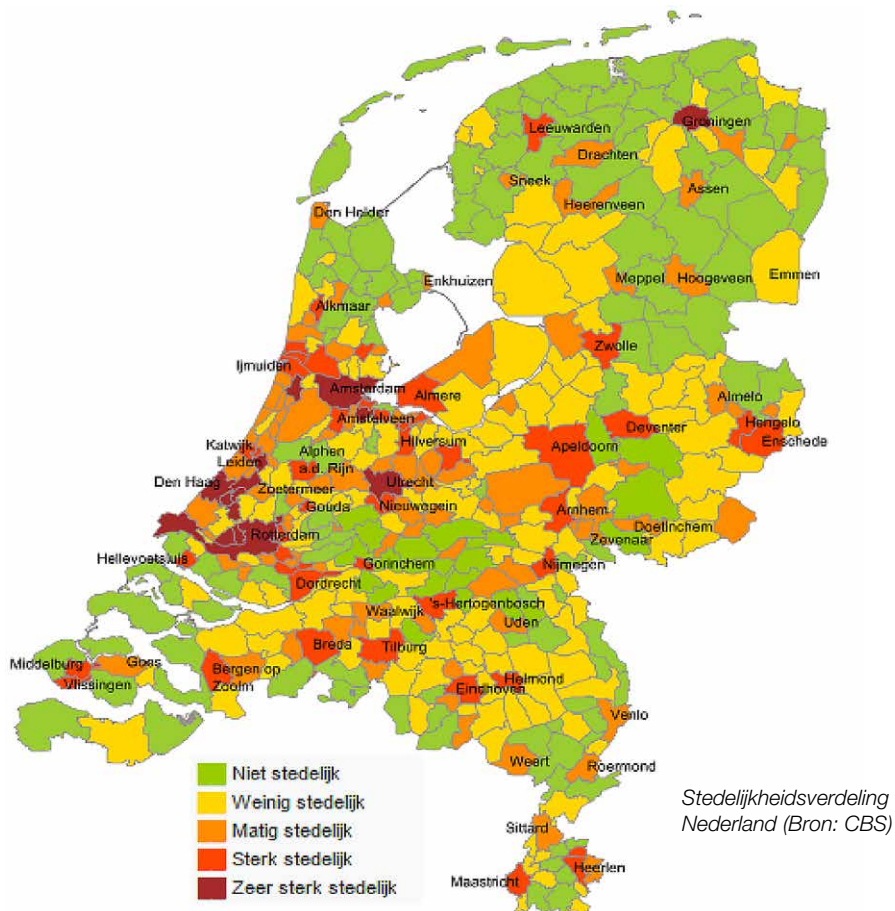 Leeuwarden
Groningen
Drachten
Sneek
Assen
Heerenveen
Den Helder
Enkhuizen
Meppel
Hoogeveen
Emmen
Alkmaar
Zwolle
Ijmuiden
Amsterdam
Almere
Almelo
Amstelveen
Hengelo
Deventer
Enschede
Katwijk
Hilversum
Apeldoorn
Alphen
a.d. Rijn
Leiden
Den Haag
Zoetermeer
Utrecht
Gouda
Nieuwegein
Arnhem
Doetinchem
Zevenaar
Rotterdam
Hellevoetsluis
Gorinchem
Nijmegen
Dordrecht
Waalwijk
's-Hertogenbosch
Uden
Breda
Tilburg
Middelburg
Goes
Vlissingen
Bergen op
Zoolm
Helmond
Eindhoven
Venlo
Weert
Roermond
Niet stedelijk
Weinig stedelijk
Matig stedelijk
Sterk stedelijk
Zeer sterk stedelijk
Stedelijkheidsverdeling
Nederland (Bron: CBS)
Sittard
Heerlen
Maastricht